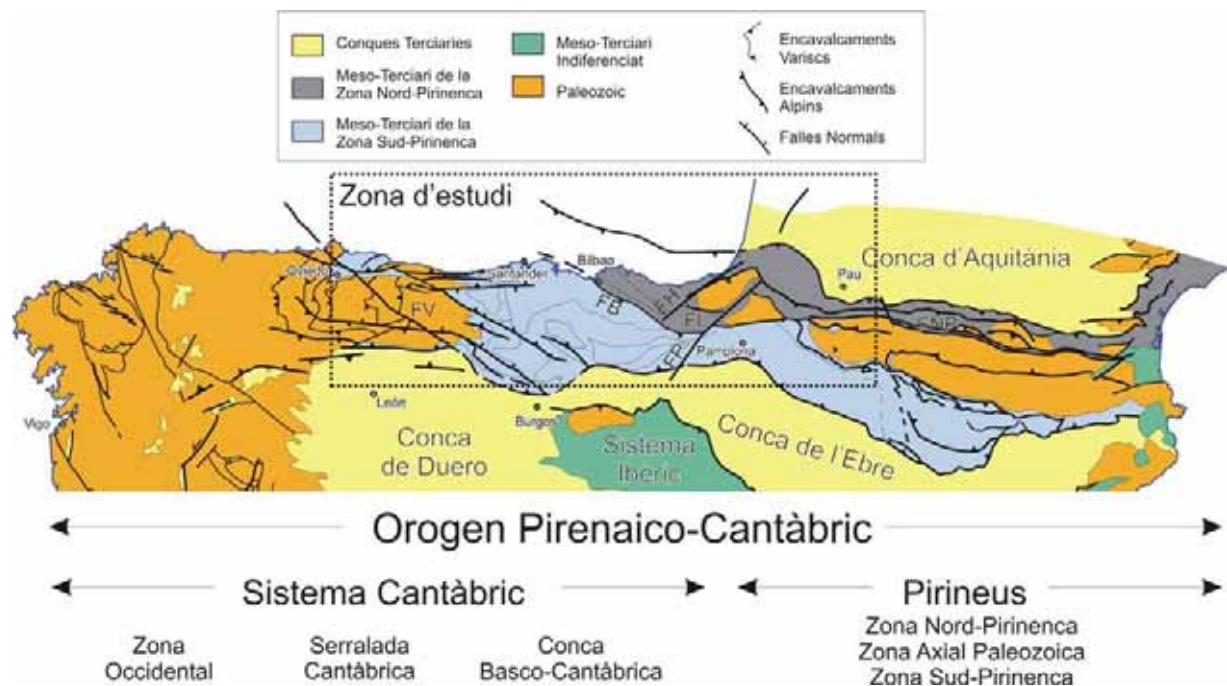 Conques Terciaries
Meso-Terciari de la
Zona Nord-Pirinenca
Meso-Terciari de la
Zona Sud-Pirinenca
Meso-Terciari
Indiferenciat
Paleozoic
Encavalcaments
Variscs
Encavalcaments
Alpins
Falles Normals
Zona d'estudi
Oviedo
Santander
Bilbao
Pau
Conca d'Aquitània
FV
FB
FH
FL
FP
FNP
Pamplona
León
Vigo
Burgos
Conca
de Duero
Sistema
Iberic
Conca de l'Ebre
Orogen Pirenaico-Cantàbric
Sistema Cantàbric
Pirineus
Zona
Occidental
Serralada
Cantàbrica
Conca
Basco-Cantàbrica
Zona Nord-Pirinenca
Zona Axial Paleozoica
Zona Sud-Pirinenca